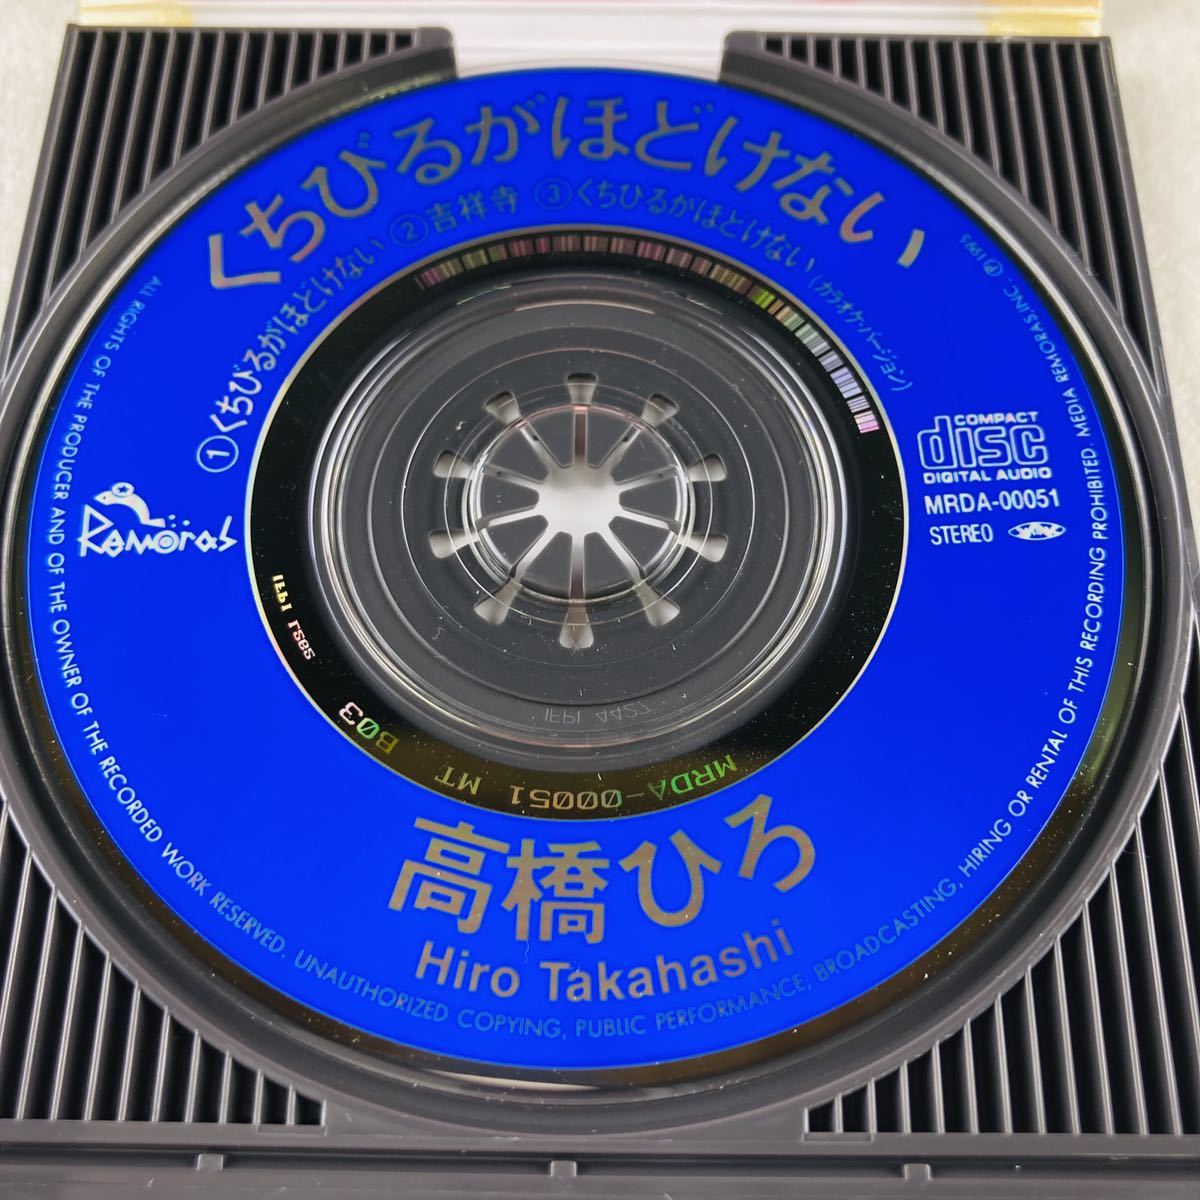 くちびるがほどけない
①くちびるがほどけない ②吉祥寺 ③くちびるがほどけない (カラオケ・バージョン)
Ramoras
COMPACT
disc
DIGITAL AUDIO
MRDA-00051
STEREO
高橋ひろ
Hiro Takahashi
ALL RIGHTS OF THE PRODUCER AND OF THE OWNER OF THE RECORDED WORK RESERVED. UNAUTHORIZED COPYING, PUBLIC PERFORMANCE, BROADCASTING, HIRING OR RENTAL OF THIS RECORDING PROHIBITED. MEDIA REMORAS.INC. Ⓟ1995
MRDA-00051 MT B03
IFPI